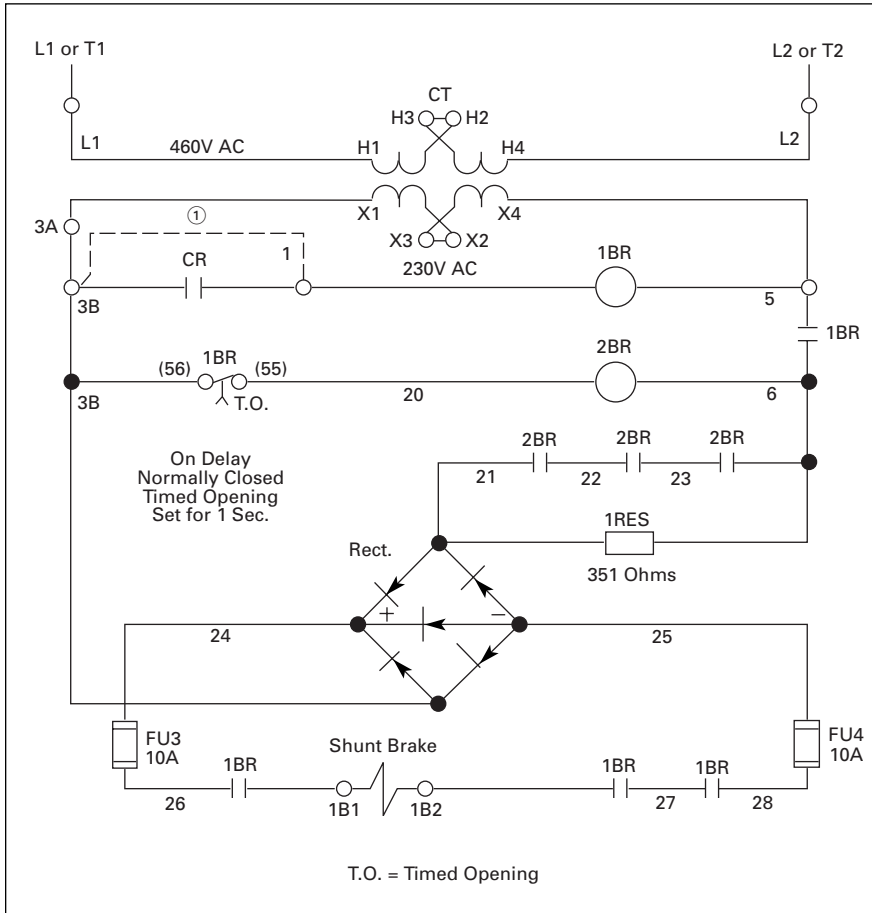 L1 or T1
L2 or T2
CT
H3 H2
L1
460V AC
H1
H4
L2
X1
X4
3A
①
X3 X2
CR
1
230V AC
1BR
3B
5
1BR
(56)
1BR
(55)
2BR
3B
T.O.
20
6
On Delay
Normally Closed
Timed Opening
Set for 1 Sec.
2BR
2BR
2BR
21
22
23
1RES
Rect.
351 Ohms
+
−
24
25
FU3
10A
Shunt Brake
FU4
10A
1BR
1BR
1BR
26
1B1
1B2
27
28
T.O. = Timed Opening